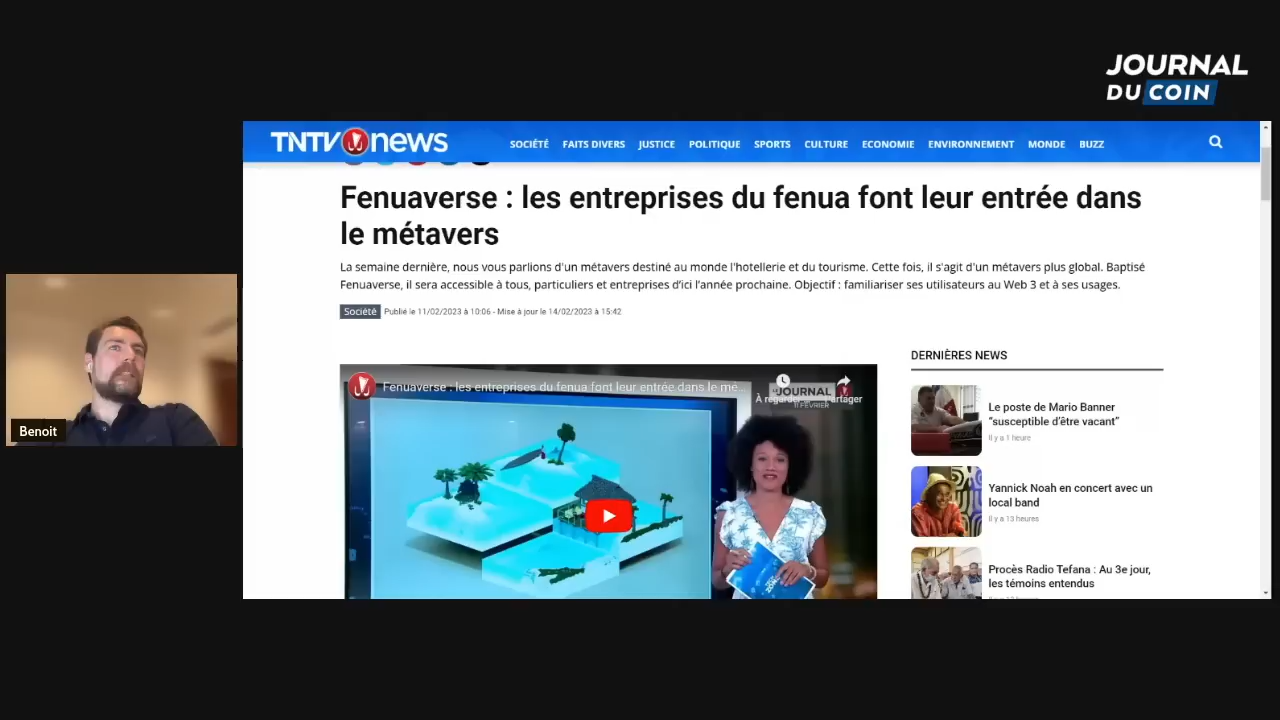 JOURNAL
DU COIN
TNTV news
SOCIÉTÉ FAITS DIVERS JUSTICE POLITIQUE SPORTS CULTURE ECONOMIE ENVIRONNEMENT MONDE BUZZ
Fenuaverse : les entreprises du fenua font leur entrée dans
le métavers
La semaine dernière, nous vous parlions d'un métavers destiné au monde l'hotellerie et du tourisme. Cette fois, il s'agit d'un métavers plus global. Baptisé
Fenuaverse, il sera accessible à tous, particuliers et entreprises d'ici l'année prochaine. Objectif : familiariser ses utilisateurs au Web 3 et à ses usages.
Société Publié le 11/02/2023 à 10:06 - Mise à jour le 14/02/2023 à 15:42
Fenuaverse : les entreprises du fenua font leur entrée dans le mé...
À regarder Partager
JOURNAL
11 FÉVRIER
DERNIÈRES NEWS
Le poste de Mario Banner
“susceptible d’être vacant”
Il y a 1 heure
Yannick Noah en concert avec un
local band
Il y a 13 heures
Procès Radio Tefana : Au 3e jour,
les témoins entendus
Benoit